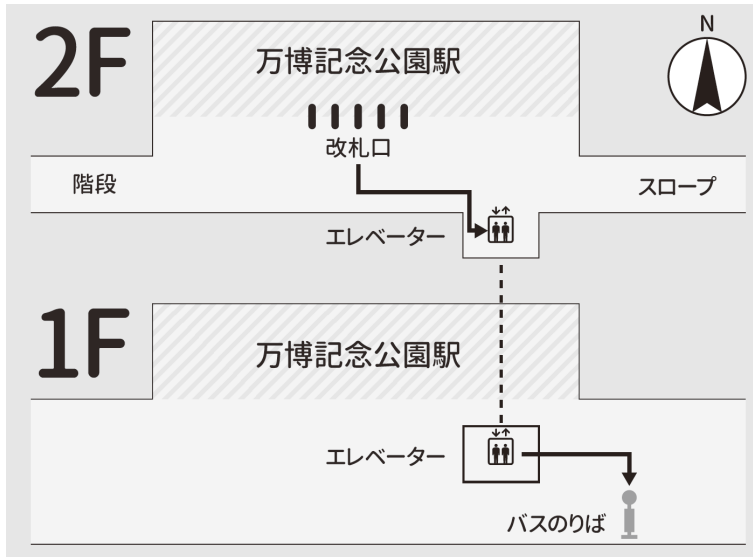 2F
万博記念公園駅
N
改札口
階段
スロープ
エレベーター
1F
万博記念公園駅
エレベーター
バスのりば